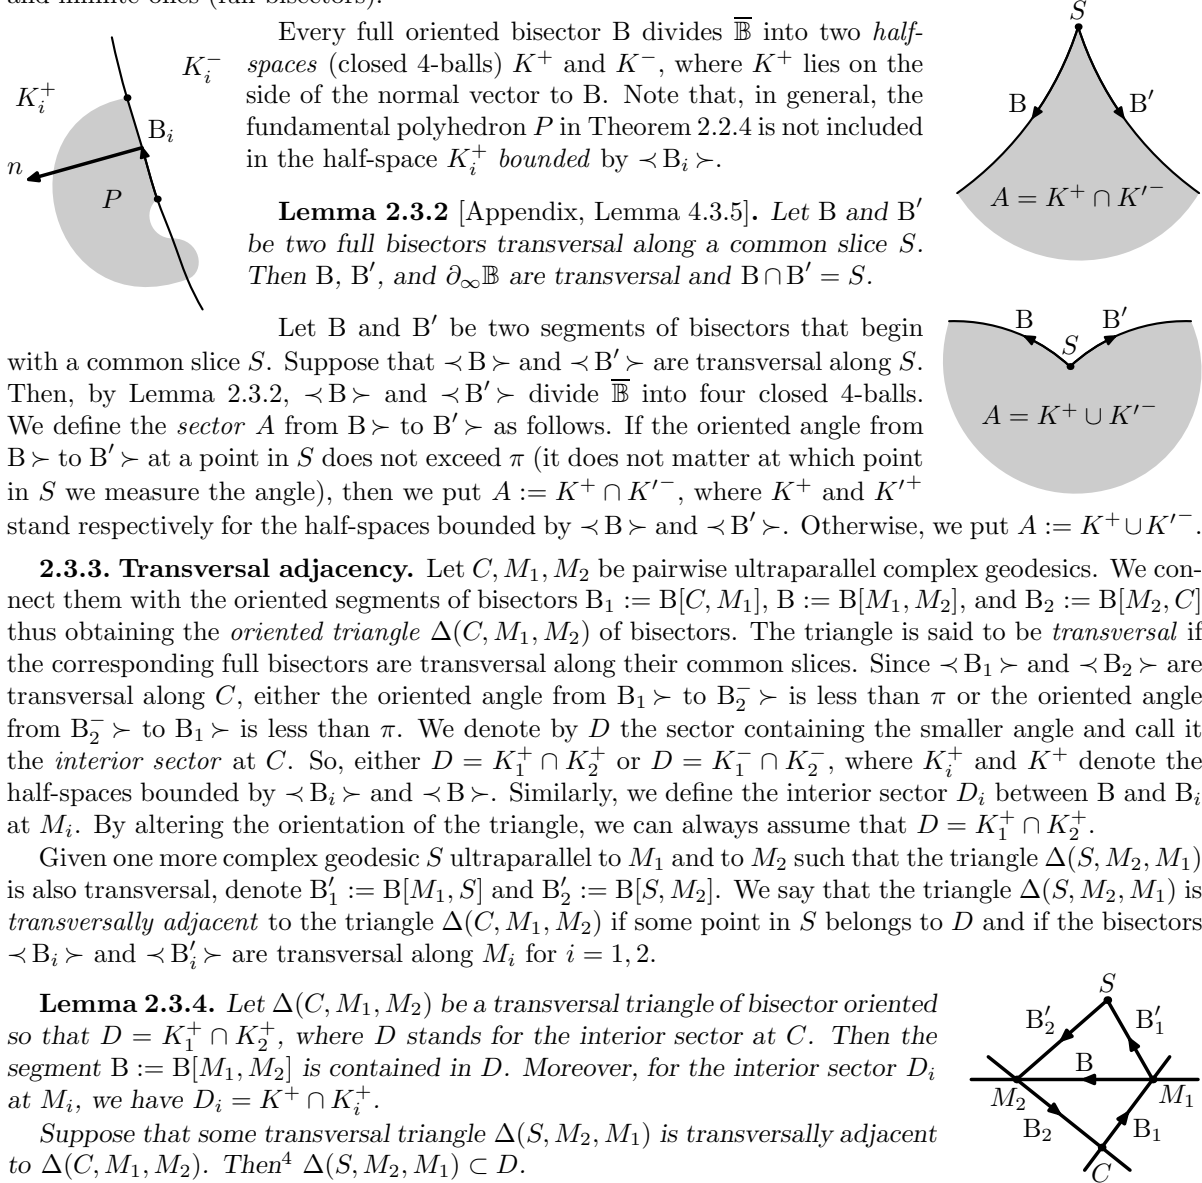 and infinite ones (full bisectors).
Every full oriented bisector B divides $\overline{\mathbb{B}}$ into two half-
spaces (closed 4-balls) K⁺ and K⁻, where K⁺ lies on the
side of the normal vector to B. Note that, in general, the
fundamental polyhedron P in Theorem 2.2.4 is not included
in the half-space Kᵢ⁺ bounded by ≺Bᵢ≻.
Kᵢ⁺
Kᵢ⁻
Bᵢ
n
P
S
B
B′
A = K⁺ ∩ K′⁻
Lemma 2.3.2 [Appendix, Lemma 4.3.5]. Let B and B′
be two full bisectors transversal along a common slice S.
Then B, B′, and ∂∞𝔹 are transversal and B ∩ B′ = S.
Let B and B′ be two segments of bisectors that begin
with a common slice S. Suppose that ≺B≻ and ≺B′≻ are transversal along S.
Then, by Lemma 2.3.2, ≺B≻ and ≺B′≻ divide $\overline{\mathbb{B}}$ into four closed 4-balls.
We define the sector A from B≻ to B′≻ as follows. If the oriented angle from
B≻ to B′≻ at a point in S does not exceed π (it does not matter at which point
in S we measure the angle), then we put A := K⁺ ∩ K′⁻, where K⁺ and K′⁺
stand respectively for the half-spaces bounded by ≺B≻ and ≺B′≻. Otherwise, we put A := K⁺ ∪ K′⁻.
B
B′
S
A = K⁺ ∪ K′⁻
2.3.3. Transversal adjacency. Let C, M₁, M₂ be pairwise ultraparallel complex geodesics. We con-
nect them with the oriented segments of bisectors B₁ := B[C, M₁], B := B[M₁, M₂], and B₂ := B[M₂, C]
thus obtaining the oriented triangle Δ(C, M₁, M₂) of bisectors. The triangle is said to be transversal if
the corresponding full bisectors are transversal along their common slices. Since ≺B₁≻ and ≺B₂≻ are
transversal along C, either the oriented angle from B₁≻ to B₂⁻≻ is less than π or the oriented angle
from B₂⁻≻ to B₁≻ is less than π. We denote by D the sector containing the smaller angle and call it
the interior sector at C. So, either D = K₁⁺ ∩ K₂⁺ or D = K₁⁻ ∩ K₂⁻, where Kᵢ⁺ and K⁺ denote the
half-spaces bounded by ≺Bᵢ≻ and ≺B≻. Similarly, we define the interior sector Dᵢ between B and Bᵢ
at Mᵢ. By altering the orientation of the triangle, we can always assume that D = K₁⁺ ∩ K₂⁺.
Given one more complex geodesic S ultraparallel to M₁ and to M₂ such that the triangle Δ(S, M₂, M₁)
is also transversal, denote B′₁ := B[M₁, S] and B′₂ := B[S, M₂]. We say that the triangle Δ(S, M₂, M₁) is
transversally adjacent to the triangle Δ(C, M₁, M₂) if some point in S belongs to D and if the bisectors
≺Bᵢ≻ and ≺B′ᵢ≻ are transversal along Mᵢ for i = 1, 2.
Lemma 2.3.4. Let Δ(C, M₁, M₂) be a transversal triangle of bisector oriented
so that D = K₁⁺ ∩ K₂⁺, where D stands for the interior sector at C. Then the
segment B := B[M₁, M₂] is contained in D. Moreover, for the interior sector Dᵢ
at Mᵢ, we have Dᵢ = K⁺ ∩ Kᵢ⁺.
Suppose that some transversal triangle Δ(S, M₂, M₁) is transversally adjacent
to Δ(C, M₁, M₂). Then⁴ Δ(S, M₂, M₁) ⊂ D.
S
B′₂
B′₁
B
M₂
M₁
B₂
B₁
C